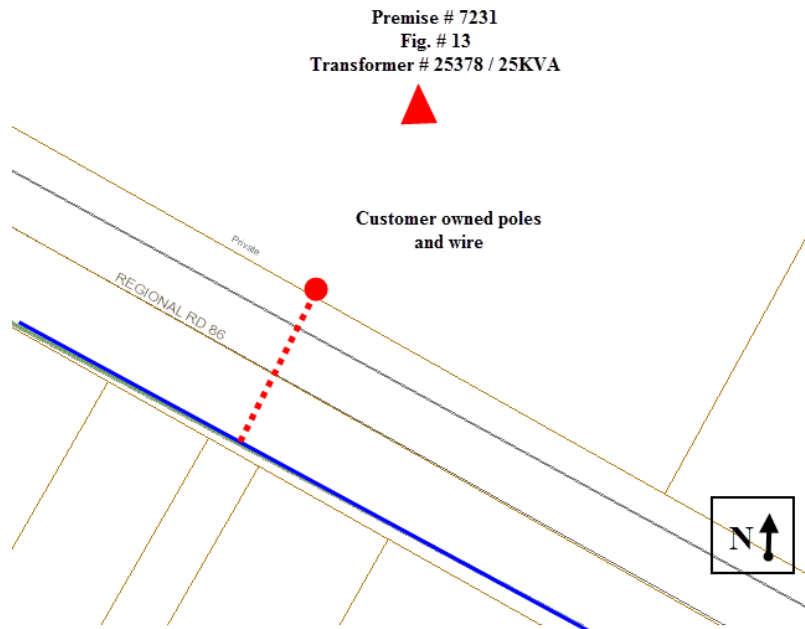 Premise # 7231
Fig. # 13
Transformer # 25378 / 25KVA
Customer owned poles
and wire
Private
REGIONAL RD 86
N